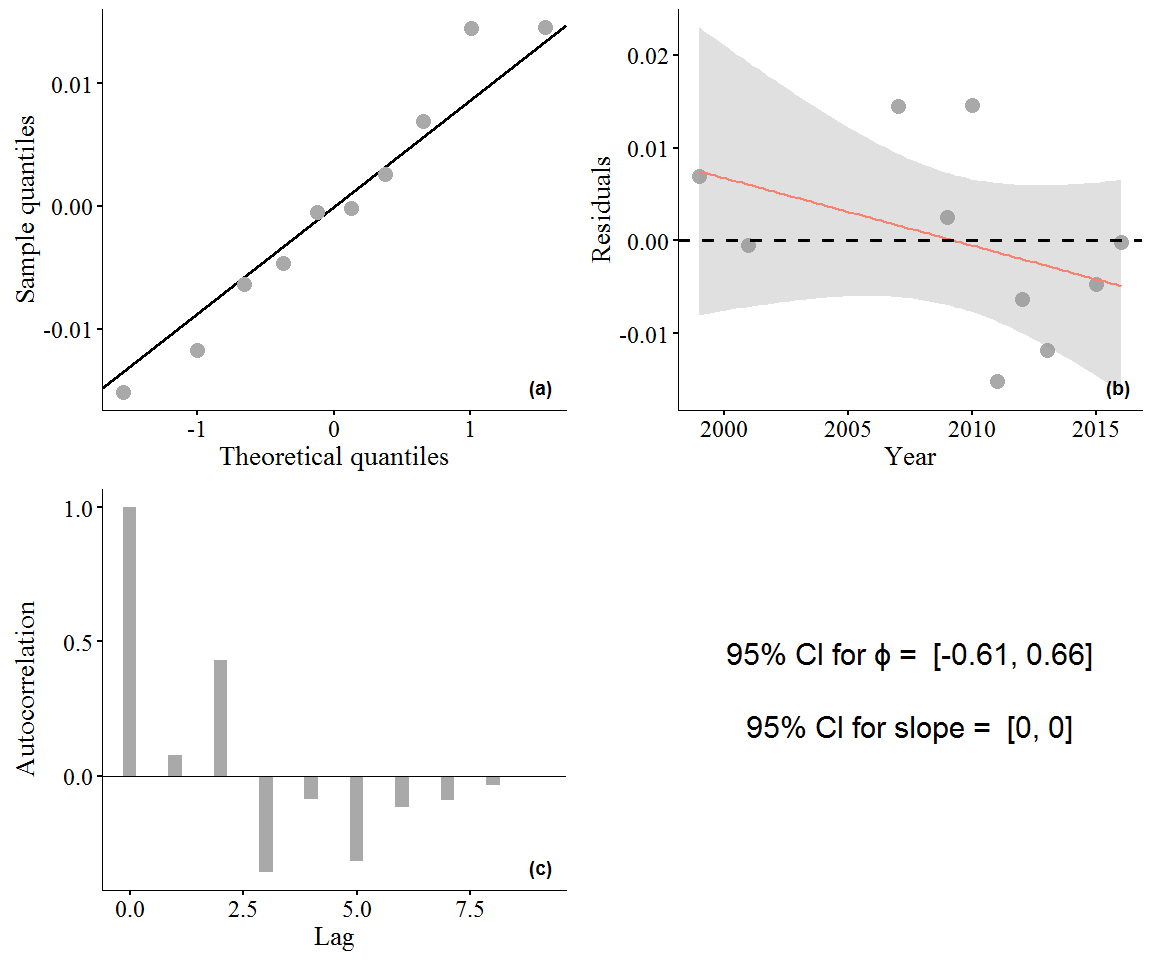 0.01
0.00
-0.01
Sample quantiles
(a)
-1
0
1
Theoretical quantiles
0.02
0.01
0.00
-0.01
Residuals
(b)
2000
2005
2010
2015
Year
1.0
0.5
0.0
Autocorrelation
(c)
0.0
2.5
5.0
7.5
Lag
95% CI for ϕ = [-0.61, 0.66]
95% CI for slope = [0, 0]